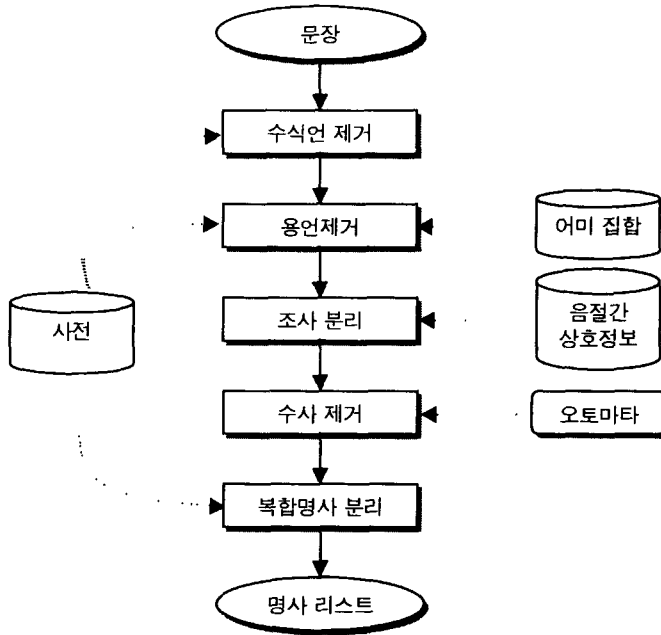 문장
수식언 제거
용언제거
어미 집합
사전
조사 분리
음절간
상호정보
수사 제거
오토마타
복합명사 분리
명사 리스트